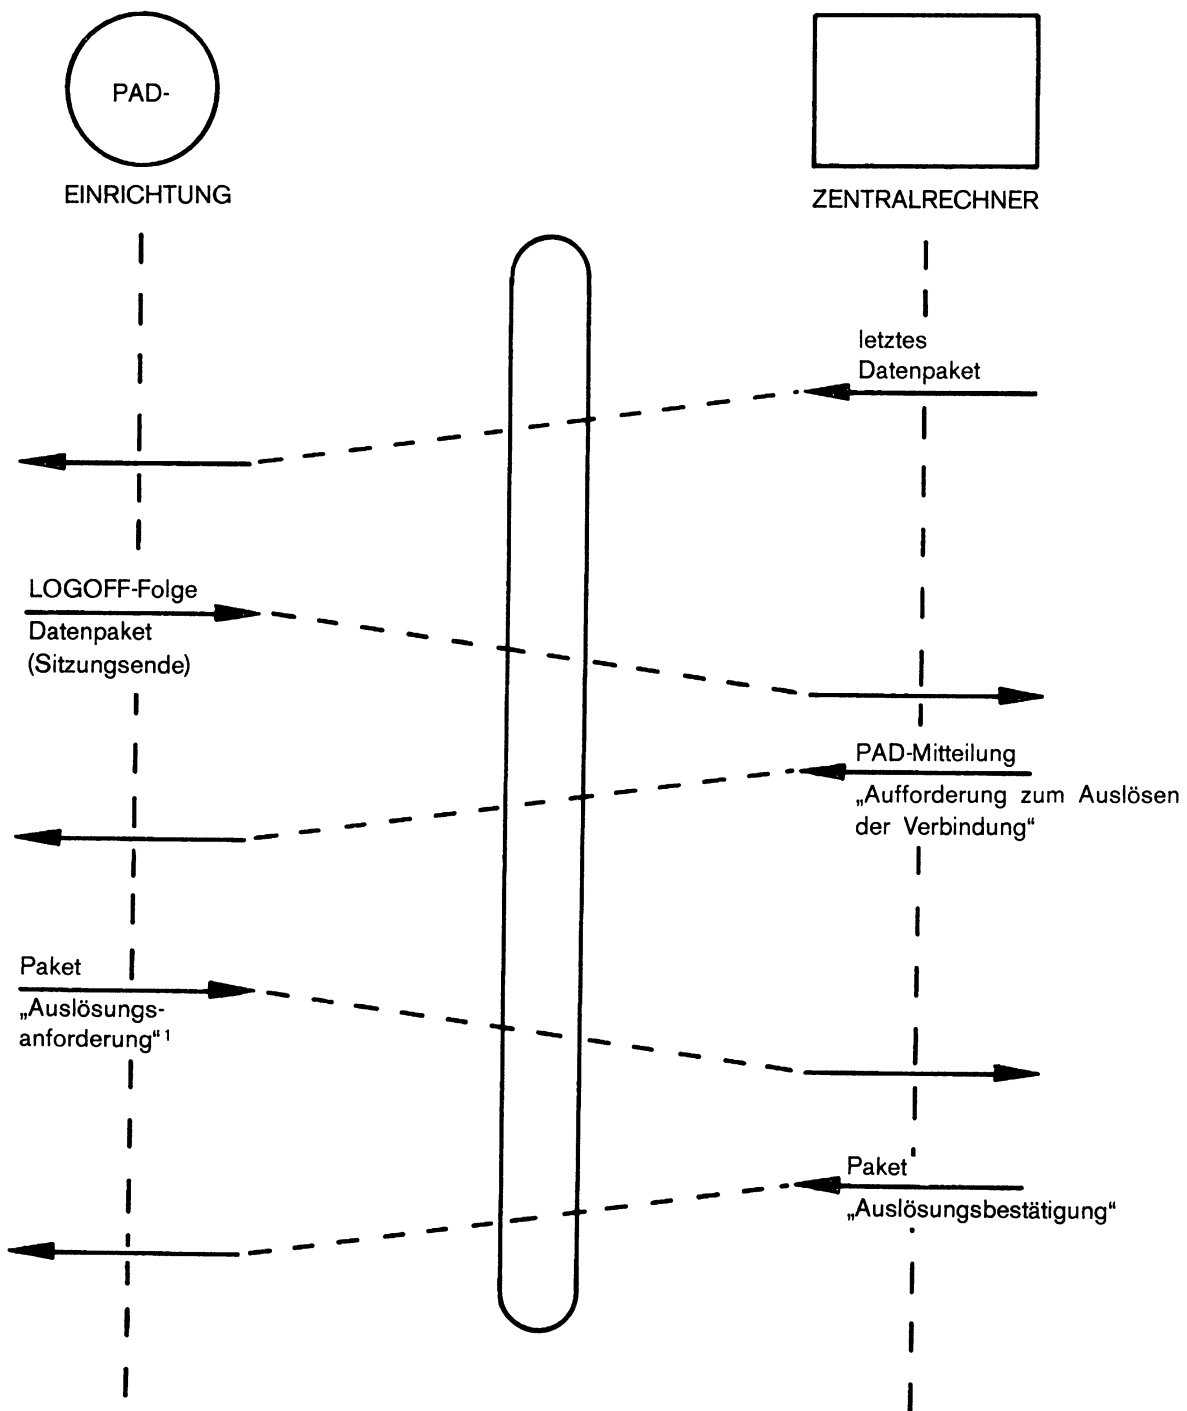 PAD-
EINRICHTUNG
ZENTRALRECHNER
letztes
Datenpaket
LOGOFF-Folge
Datenpaket
(Sitzungsende)
PAD-Mitteilung
„Aufforderung zum Auslösen
der Verbindung“
Paket
„Auslösungs-
anforderung“ ¹
Paket
„Auslösungsbestätigung“